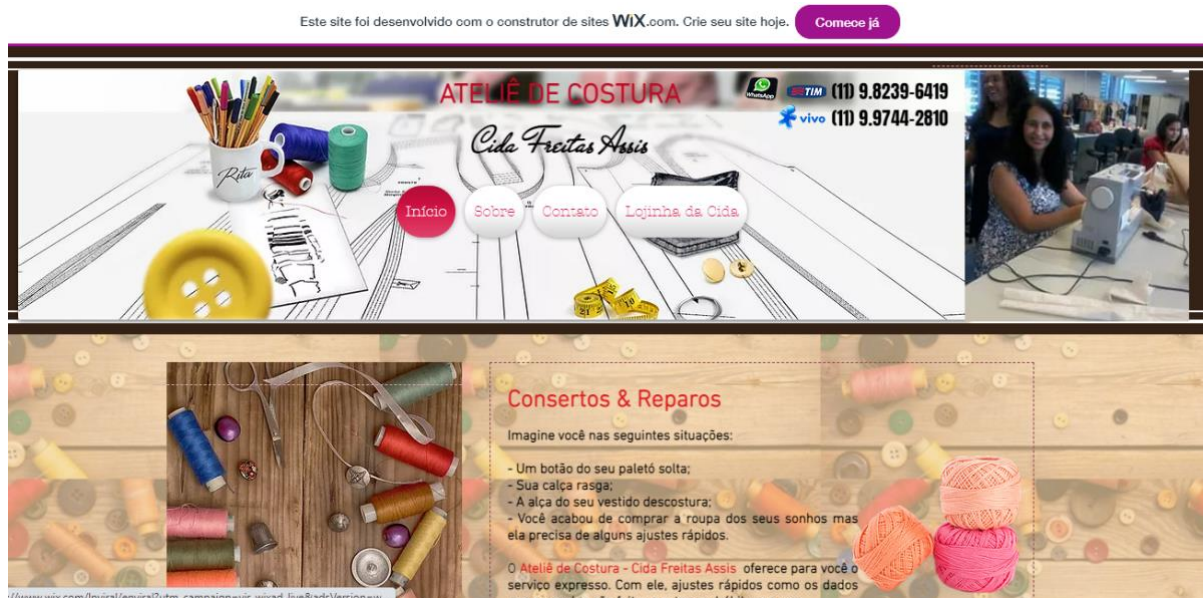 Este site foi desenvolvido com o construtor de sites WiX.com. Crie seu site hoje.
Comece já
ATELIÊ DE COSTURA
Cida Freitas Assis
WhatsApp TIM (11) 9.8239-6419
vivo (11) 9.9744-2810
Rita
Início
Sobre
Contato
Lojinha da Cida
Consertos & Reparos
Imagine você nas seguintes situações:
- Um botão do seu paletó solta;
- Sua calça rasga;
- A alça do seu vestido descostura;
- Você acabou de comprar a roupa dos seus sonhos mas
ela precisa de alguns ajustes rápidos.
O Ateliê de Costura - Cida Freitas Assis oferece para você o
serviço expresso. Com ele, ajustes rápidos como os dados